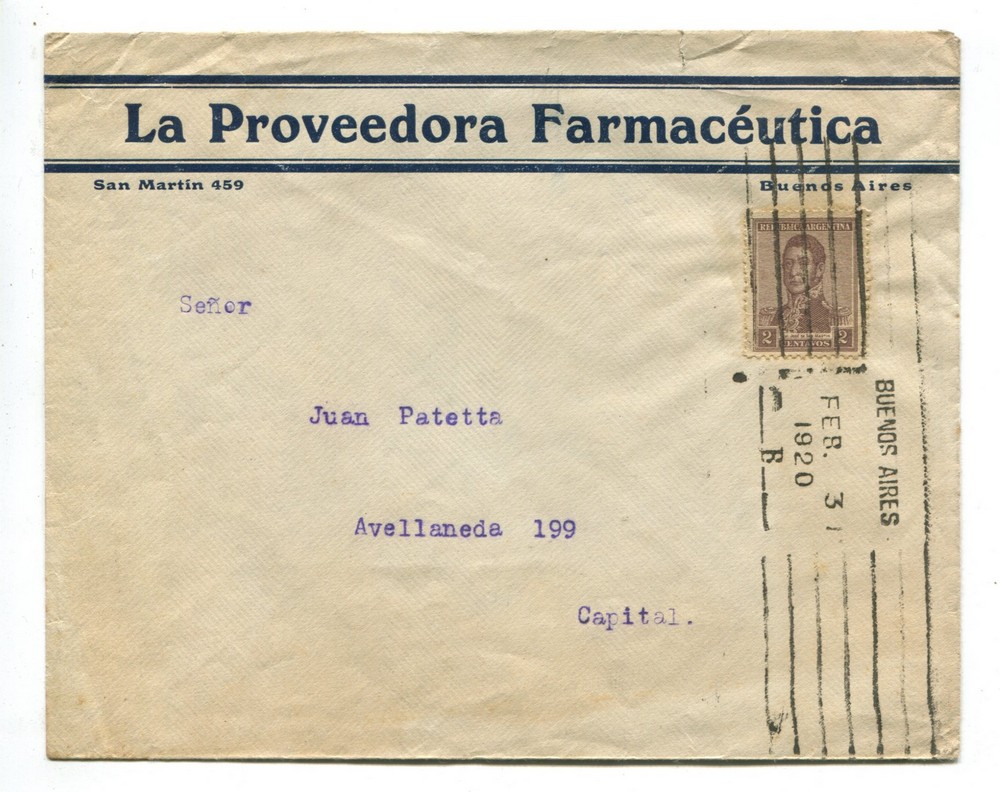 La Proveedora Farmacéutica
San Martín 459
Buenos Aires
REPUBLICA ARGENTINA
2 CENTAVOS 2
Señor
Juan Patetta
Avellaneda 199
Capital.
BUENOS AIRES
FEB. 3
1920
B